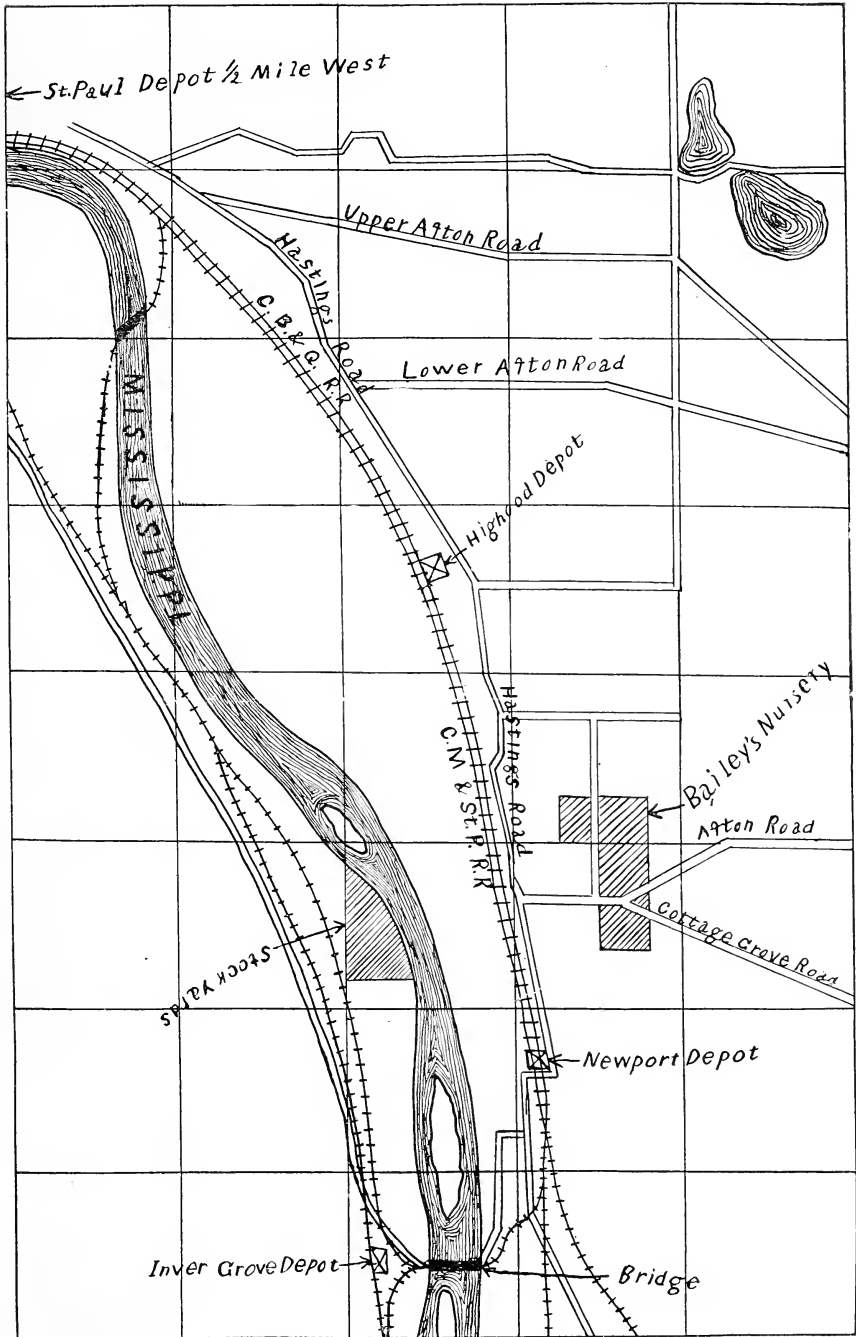 St. Paul Depot ½ Mile West
Upper Afton Road
Hastings Road
C. B. & Q. R.R
Lower Afton Road
MISSISSIPPI
Highood Depot
Hastings Road
C. M & St. P. R.R
Bailey's Nursery
Afton Road
Cottage Grove Road
Stock Yards
Newport Depot
Inver Grove Depot
Bridge